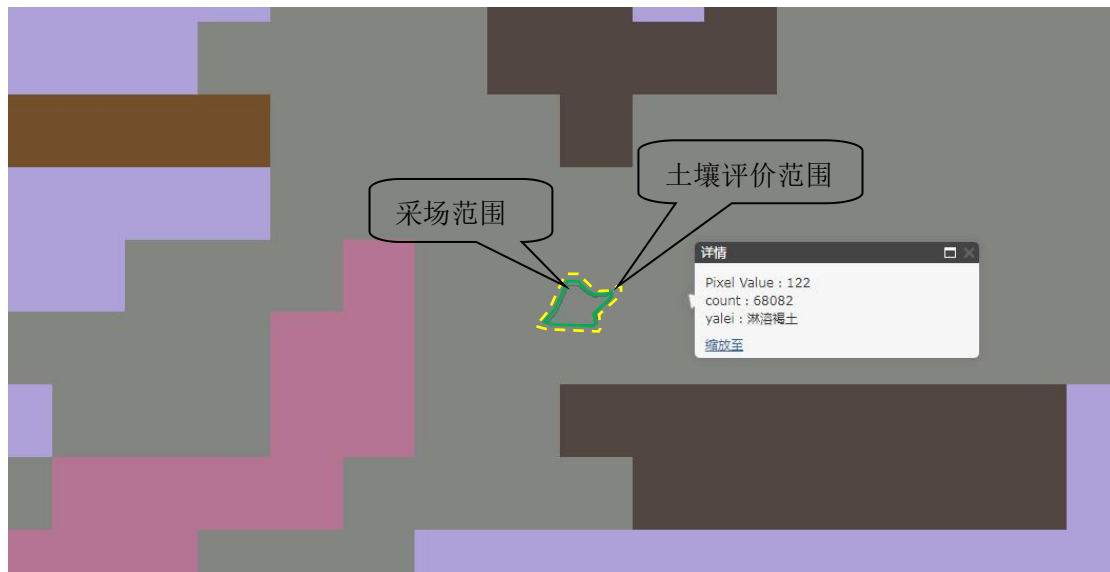 土壤评价范围
采场范围
详情
Pixel Value : 122
count : 68082
yalei : 淋溶褐土
缩放至